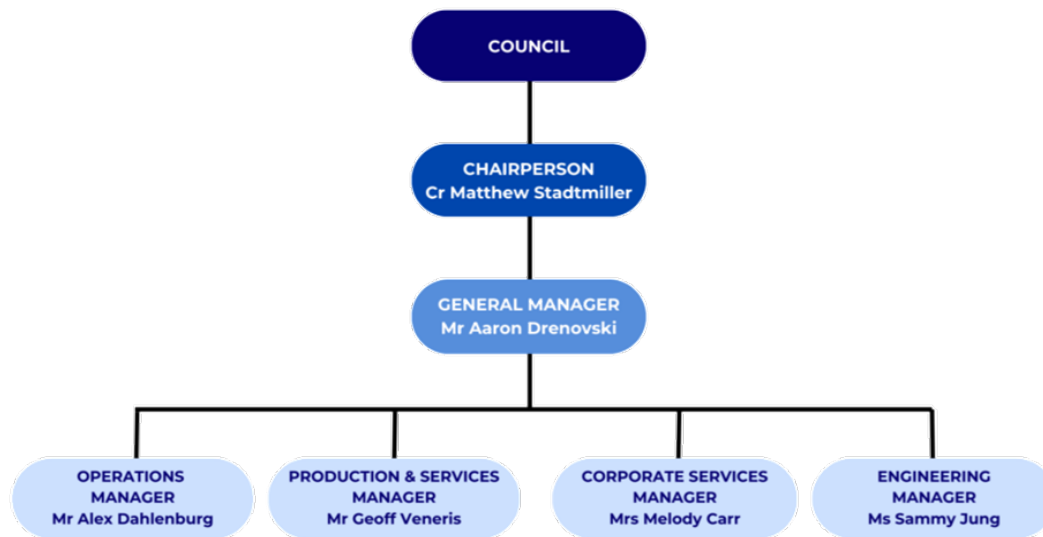 COUNCIL
CHAIRPERSON
Cr Matthew Stadtmiller
GENERAL MANAGER
Mr Aaron Drenovski
OPERATIONS
MANAGER
Mr Alex Dahlenburg
PRODUCTION & SERVICES
MANAGER
Mr Geoff Veneris
CORPORATE SERVICES
MANAGER
Mrs Melody Carr
ENGINEERING
MANAGER
Ms Sammy Jung